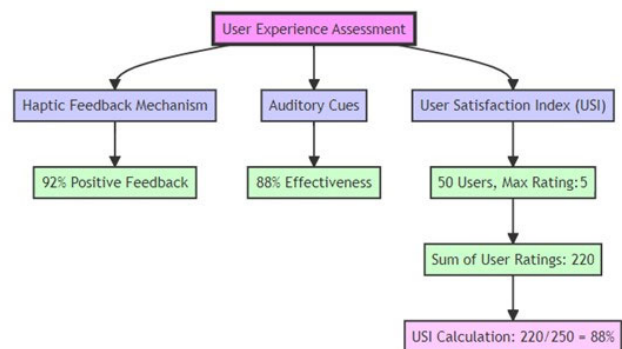 User Experience Assessment
Haptic Feedback Mechanism
Auditory Cues
User Satisfaction Index (USI)
92% Positive Feedback
88% Effectiveness
50 Users, Max Rating:5
Sum of User Ratings: 220
USI Calculation: 220/250 = 88%